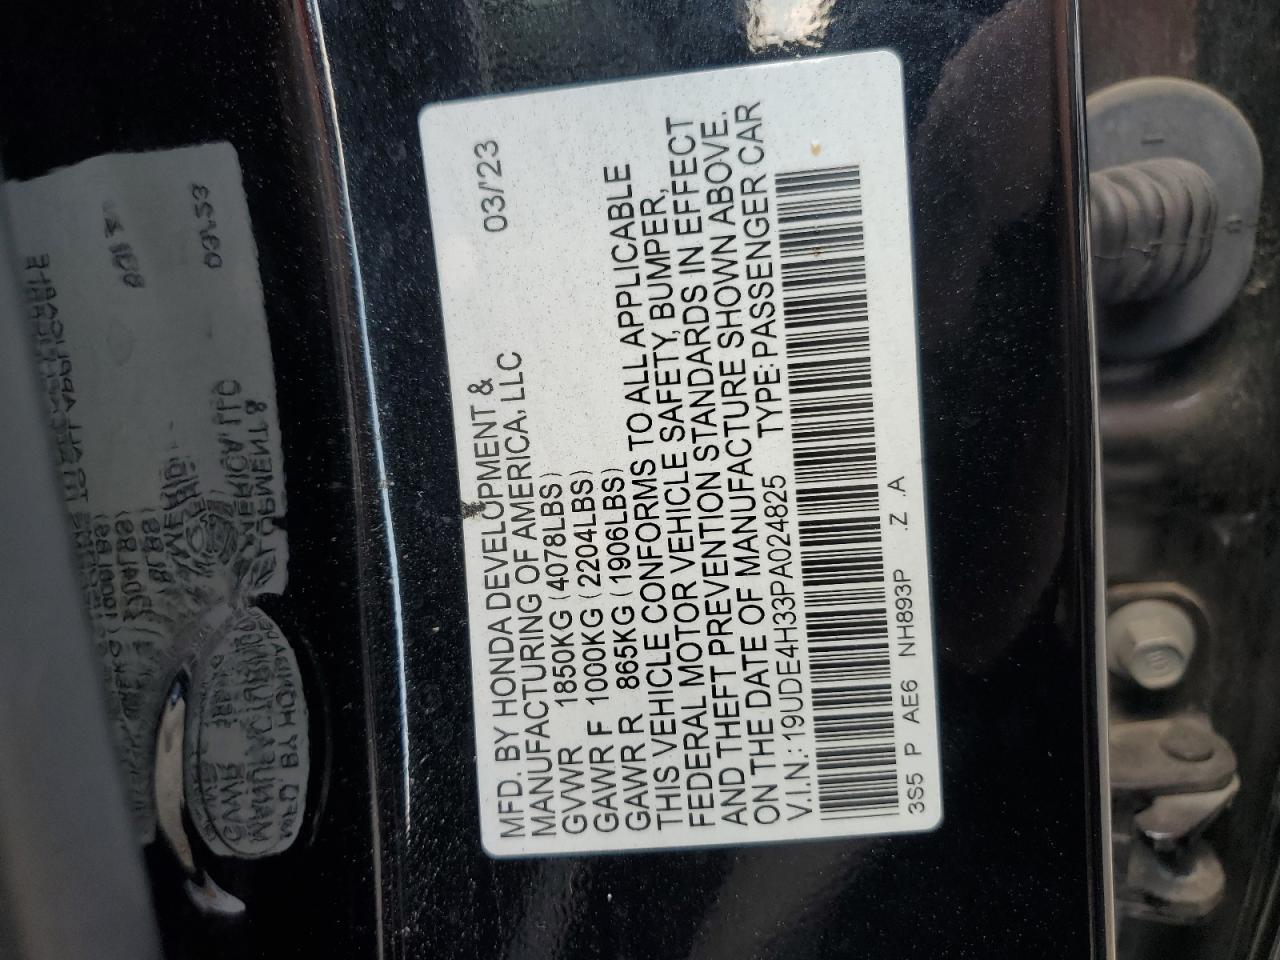 MFD. BY HONDA DEVELOPMENT &
MANUFACTURING OF AMERICA, LLC 03/'23
GVWR 1850KG (4078LBS)
GAWR F 1000KG (2204LBS)
GAWR R 865KG (1906LBS)
THIS VEHICLE CONFORMS TO ALL APPLICABLE
FEDERAL MOTOR VEHICLE SAFETY, BUMPER,
AND THEFT PREVENTION STANDARDS IN EFFECT
ON THE DATE OF MANUFACTURE SHOWN ABOVE.
V.I.N.: 19UDE4H33PA024825 TYPE: PASSENGER CAR
3S5 P AE6 NH893P .Z .A